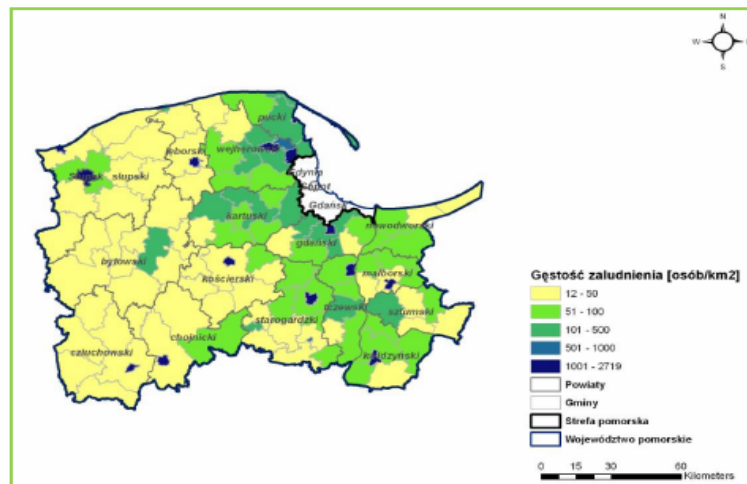 N
W
S
pucki
lęborski
wejherowski
Gdynia
Sopot
Gdańsk
Słupsk słupski
kartuski
nowodworski
gdański
bytowski
malborski
kościerski
tczewski
sztumski
starogardzki
chojnicki
człuchowski
kwidzyński
Gęstość zaludnienia [osób/km2]
12 - 50
51 - 100
101 - 500
501 - 1000
1001 - 2719
Powiaty
Gminy
Strefa pomorska
Województwo pomorskie
0 15 30 60
Kilometers